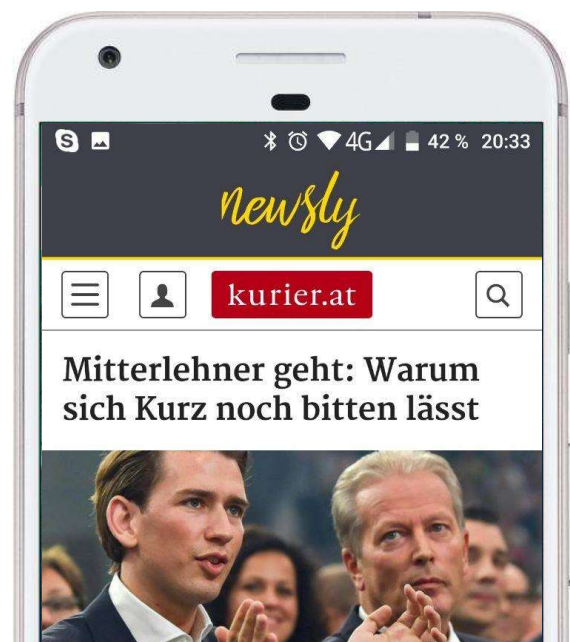 S
4G 42 % 20:33
newsly
kurier.at
Mitterlehner geht: Warum
sich Kurz noch bitten lässt